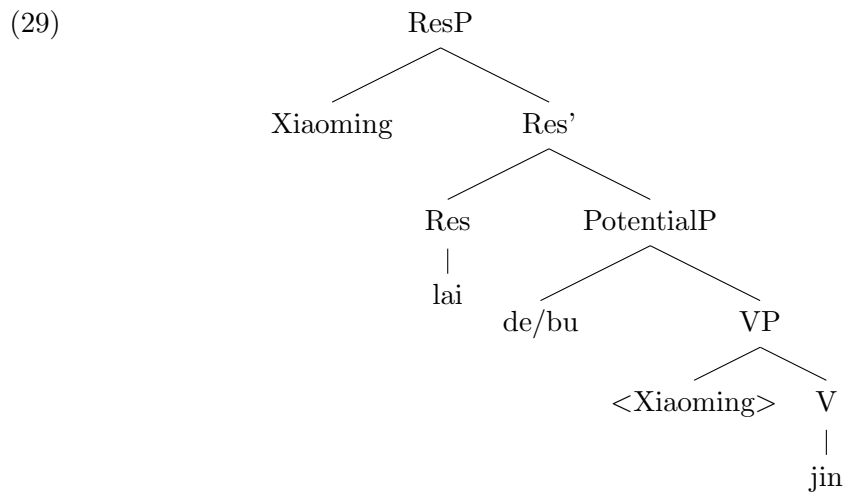 (29) ResP
Xiaoming Res'
Res PotentialP
lai
de/bu VP
<Xiaoming> V
jin